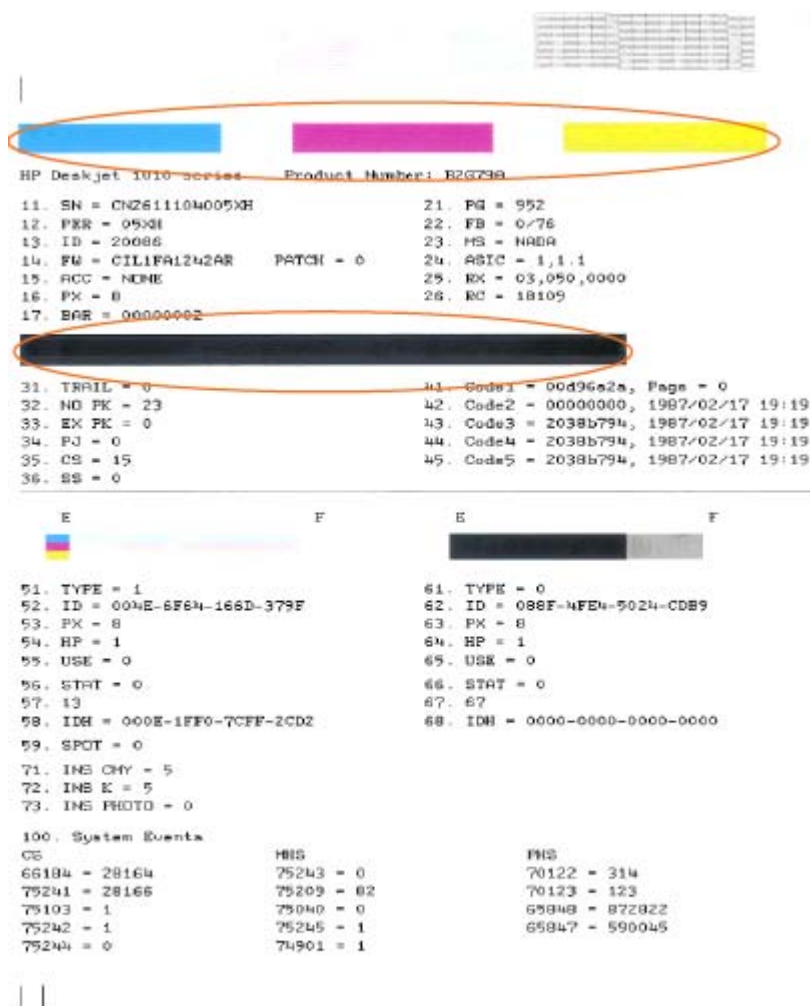 HP Deskjet 1010 series Product Number: B2G79A
11. SN = CN2611104005XH 21. PG = 952
12. PER = 05XH 22. FB = 0/76
13. ID = 20086 23. MS = NADA
14. FW = CIL1FA1242AR PATCH = 0 24. ASIC = 1,1.1
15. ACC = NONE 25. RX = 03,050,0000
16. PX = 8 26. RC = 18109
17. BAR = 00000002
31. TRAIL = 0 41. Code1 = 00d96a2a, Page = 0
32. NO PK = 23 42. Code2 = 00000000, 1987/02/17 19:19
33. EX PK = 0 43. Code3 = 2038b794, 1987/02/17 19:19
34. PJ = 0 44. Code4 = 2038b794, 1987/02/17 19:19
35. CS = 15 45. Code5 = 2038b794, 1987/02/17 19:19
36. SS = 0
E F E F
51. TYPE = 1 61. TYPE = 0
52. ID = 004E-6F64-166D-379F 62. ID = 088F-4FE4-5024-CDB9
53. PX = 8 63. PX = 8
54. HP = 1 64. HP = 1
55. USE = 0 65. USE = 0
56. STAT = 0 66. STAT = 0
57. 13 67. 67
58. IDH = 000E-1FF0-7CFF-2CD2 68. IDH = 0000-0000-0000-0000
59. SPOT = 0
71. INS CMY = 5
72. INS K = 5
73. INS PHOTO = 0
100. System Events
CS MHS PHS
66184 = 28164 75243 = 0 70122 = 314
75241 = 28166 75209 = 82 70123 = 123
75103 = 1 75040 = 0 65848 = 872822
75242 = 1 75245 = 1 65847 = 590045
75244 = 0 74901 = 1